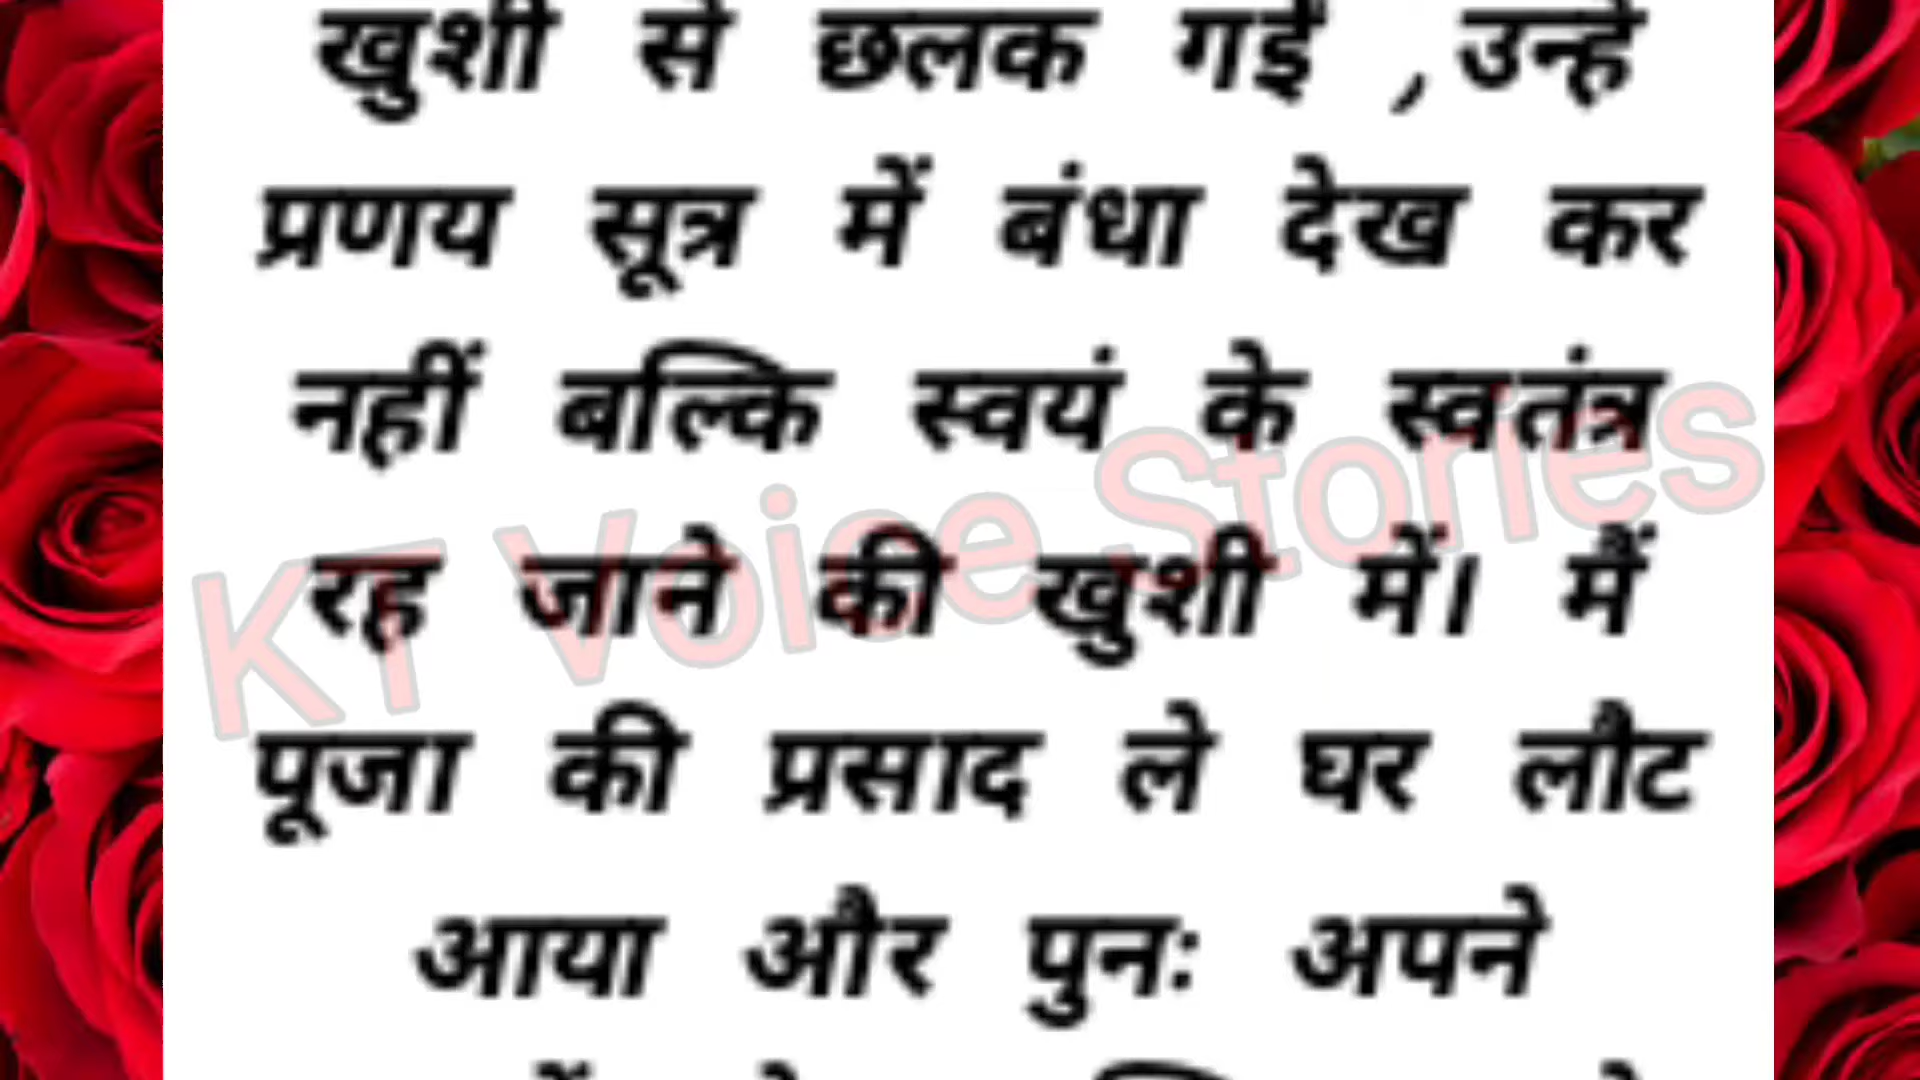 खुशी से छलक गई ,उन्हे
प्रणय सूत्र में बंधा देख कर
नहीं बल्कि स्वयं के स्वतंत्र
रह जाने की खुशी में। मैं
पूजा की प्रसाद ले घर लौट
आया और पुनः अपने
KT Voice Stories